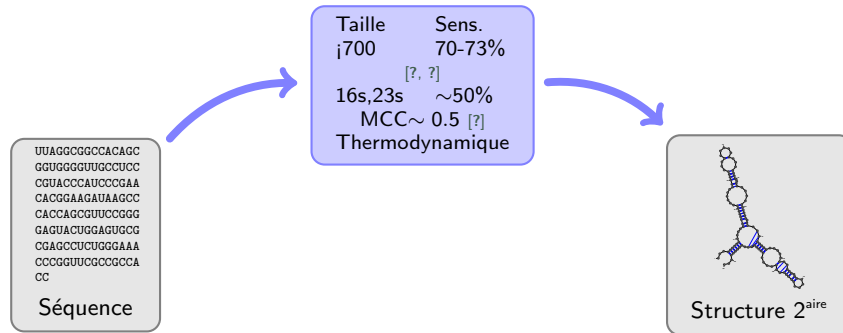 Taille Sens.
¡700 70-73%
[?, ?]
16s,23s ∼50%
MCC∼ 0.5 [?]
Thermodynamique
UUAGGCGGCCACAGC
GGUGGGGUUGCCUCC
CGUACCCAUCCCGAA
CACGGAAGAUAAGCC
CACCAGCGUUCCGGG
GAGUACUGGAGUGCG
CGAGCCUCUGGGAAA
CCCGGUUCGCCGCCA
CC
Séquence
Structure 2aire